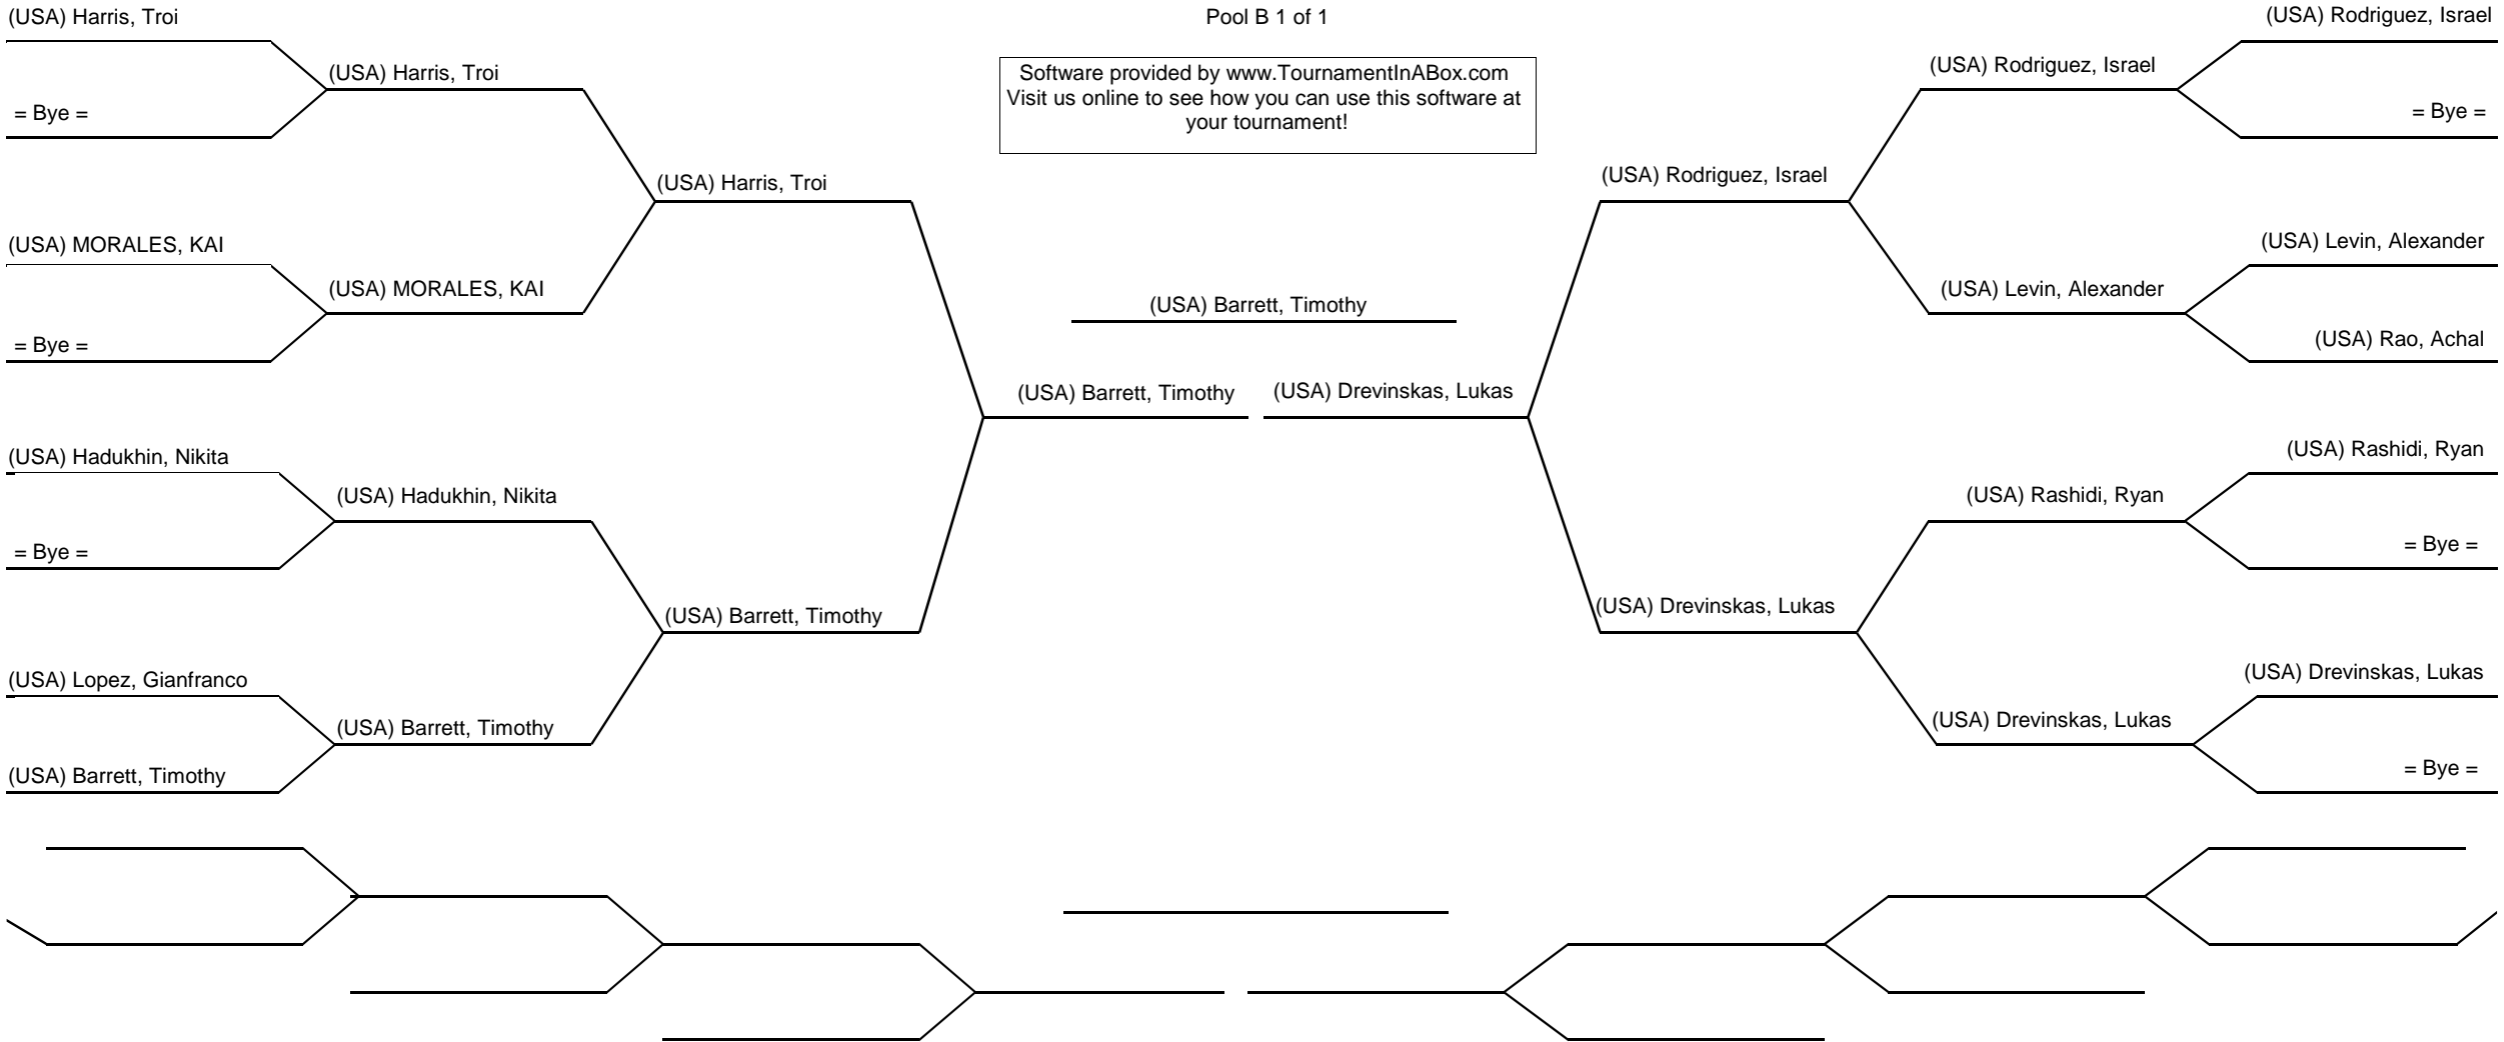 (USA) Harris, Troi
Pool B 1 of 1
(USA) Rodriguez, Israel
Software provided by www.TournamentInABox.com
Visit us online to see how you can use this software at
your tournament!
(USA) Harris, Troi
(USA) Rodriguez, Israel
= Bye =
= Bye =
(USA) Harris, Troi
(USA) Rodriguez, Israel
(USA) MORALES, KAI
(USA) Levin, Alexander
(USA) MORALES, KAI
(USA) Barrett, Timothy
(USA) Levin, Alexander
= Bye =
(USA) Rao, Achal
(USA) Barrett, Timothy
(USA) Drevinskas, Lukas
(USA) Hadukhin, Nikita
(USA) Rashidi, Ryan
(USA) Hadukhin, Nikita
(USA) Rashidi, Ryan
= Bye =
= Bye =
(USA) Barrett, Timothy
(USA) Drevinskas, Lukas
(USA) Lopez, Gianfranco
(USA) Drevinskas, Lukas
(USA) Barrett, Timothy
(USA) Drevinskas, Lukas
(USA) Barrett, Timothy
= Bye =